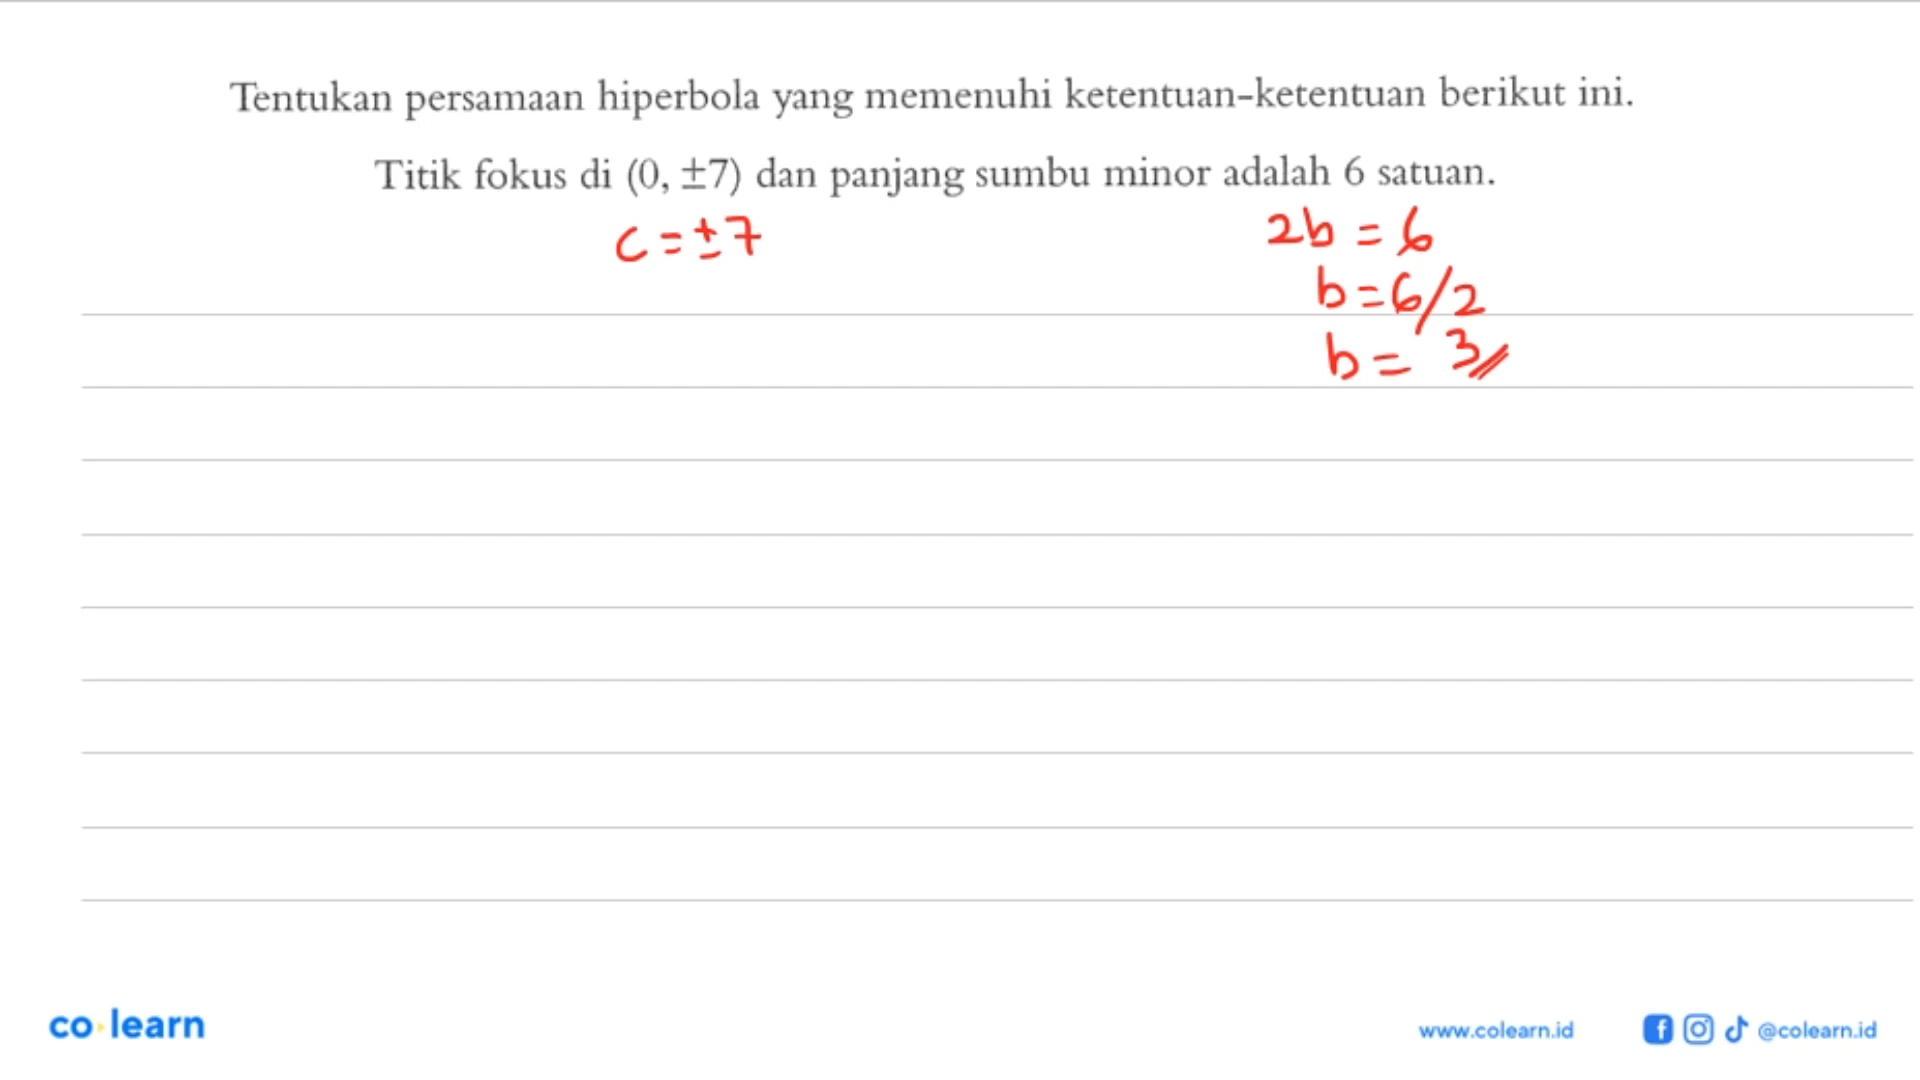 Tentukan persamaan hiperbola yang memenuhi ketentuan-ketentuan berikut ini.
Titik fokus di (0, ±7) dan panjang sumbu minor adalah 6 satuan.
c = ±7
2b = 6
b = 6/2
b = 3
co learn
www.colearn.id
@colearn.id